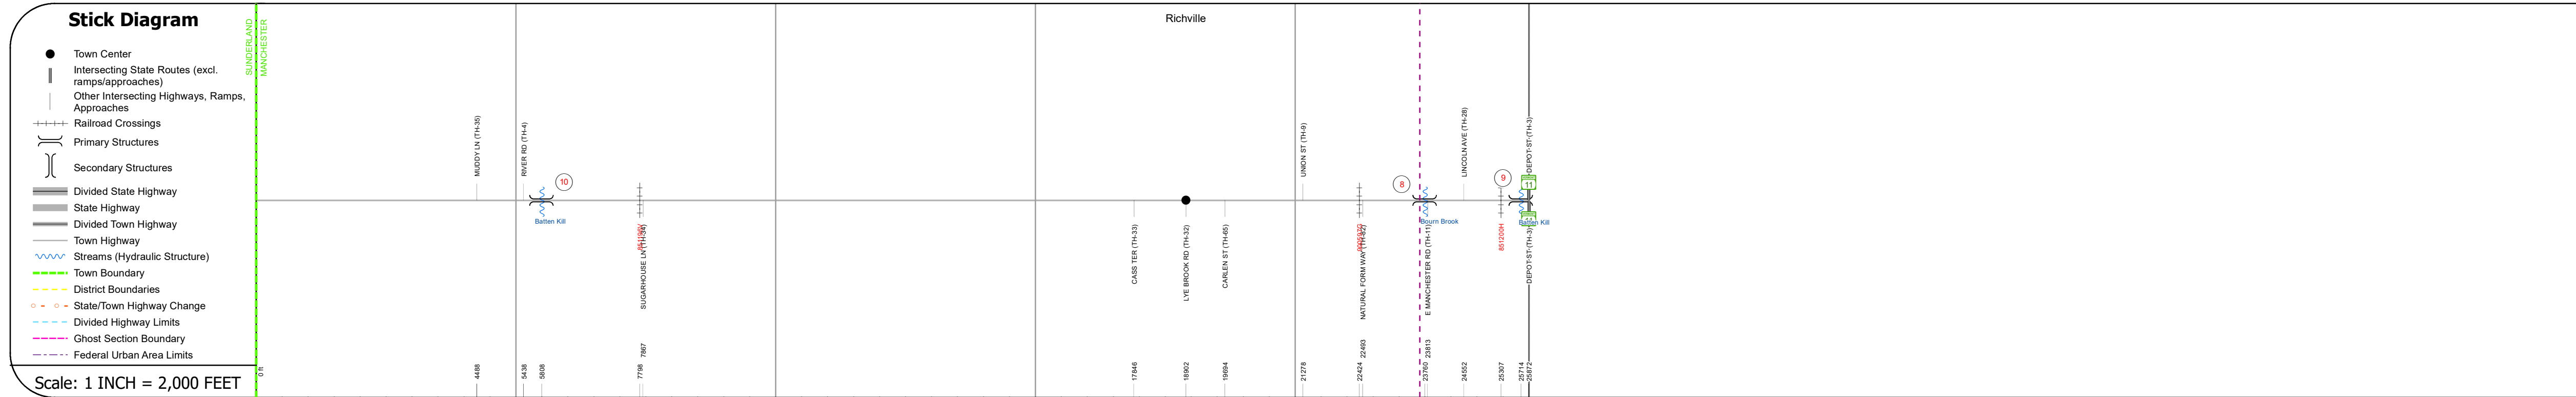 Stick Diagram
Town Center
Intersecting State Routes (excl.
ramps/approaches)
Other Intersecting Highways, Ramps,
Approaches
Railroad Crossings
Primary Structures
Secondary Structures
Divided State Highway
State Highway
Divided Town Highway
Town Highway
Streams (Hydraulic Structure)
Town Boundary
District Boundaries
State/Town Highway Change
Divided Highway Limits
Ghost Section Boundary
Federal Urban Area Limits
Scale: 1 INCH = 2,000 FEET
SUNDERLAND
MANCHESTER
Richville
MUDDY LN (TH-35)
RIVER RD (TH-4)
UNION ST (TH-9)
LINCOLN AVE (TH-28)
DEPOT ST (TH-3)
10
8
9
11
Batten Kill
Bourn Brook
Batten Kill
SUGARHOUSE LN (TH-34)
CASS TER (TH-33)
LYE BROOK RD (TH-32)
CARLEN ST (TH-65)
NATURAL FORM WAY
E MANCHESTER RD (TH-11)
851200H
DEPOT ST (TH-3)
0 ft
4488
5438
5808
7798
7867
17846
18902
19694
21278
22424
22493
23760
23813
24552
25307
25714
25872